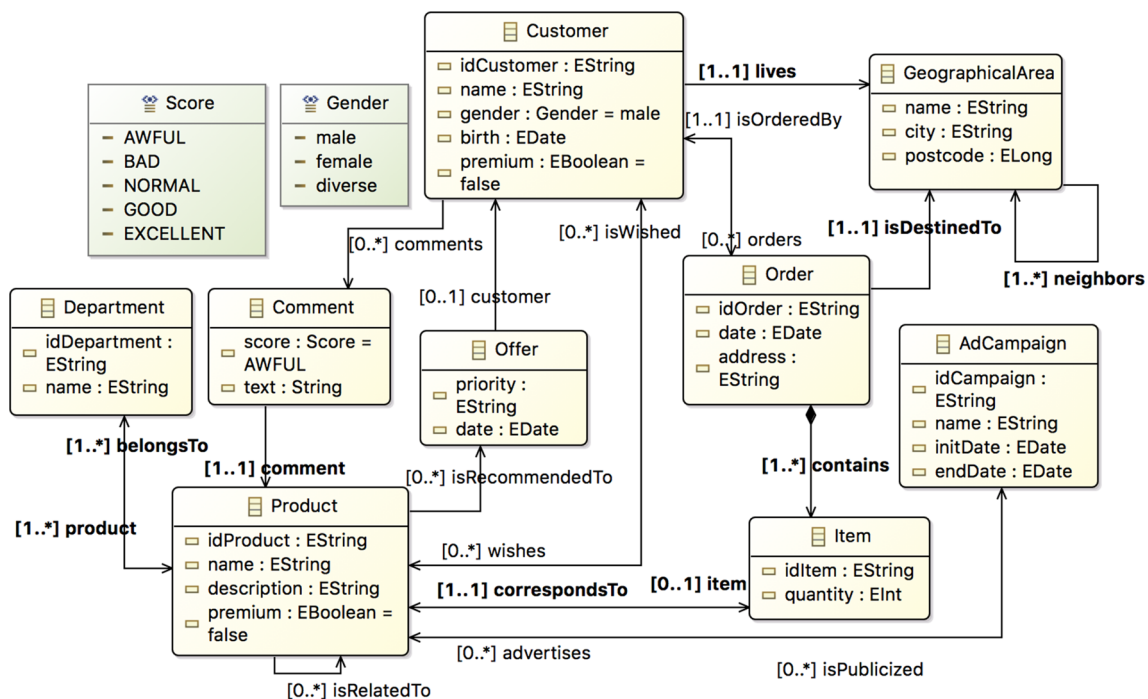 Customer
idCustomer : EString
name : EString
gender : Gender = male
birth : EDate
premium : EBoolean =
false
[1..1] lives
GeographicalArea
name : EString
city : EString
postcode : ELong
Score
AWFUL
BAD
NORMAL
GOOD
EXCELLENT
Gender
male
female
diverse
[1..1] isOrderedBy
[0..*] comments
[0..*] isWished
[0..*] orders
[1..1] isDestinedTo
[1..*] neighbors
Department
idDepartment :
EString
name : EString
Comment
score : Score =
AWFUL
text : String
[0..1] customer
Offer
priority :
EString
date : EDate
Order
idOrder : EString
date : EDate
address :
EString
AdCampaign
idCampaign :
EString
name : EString
initDate : EDate
endDate : EDate
[1..*] belongsTo
[1..1] comment
[0..*] isRecommendedTo
[1..*] contains
[1..*] product
Product
idProduct : EString
name : EString
description : EString
premium : EBoolean =
false
[0..*] wishes
[1..1] correspondsTo
[0..1] item
Item
idItem : EString
quantity : EInt
[0..*] advertises
[0..*] isPublicized
[0..*] isRelatedTo